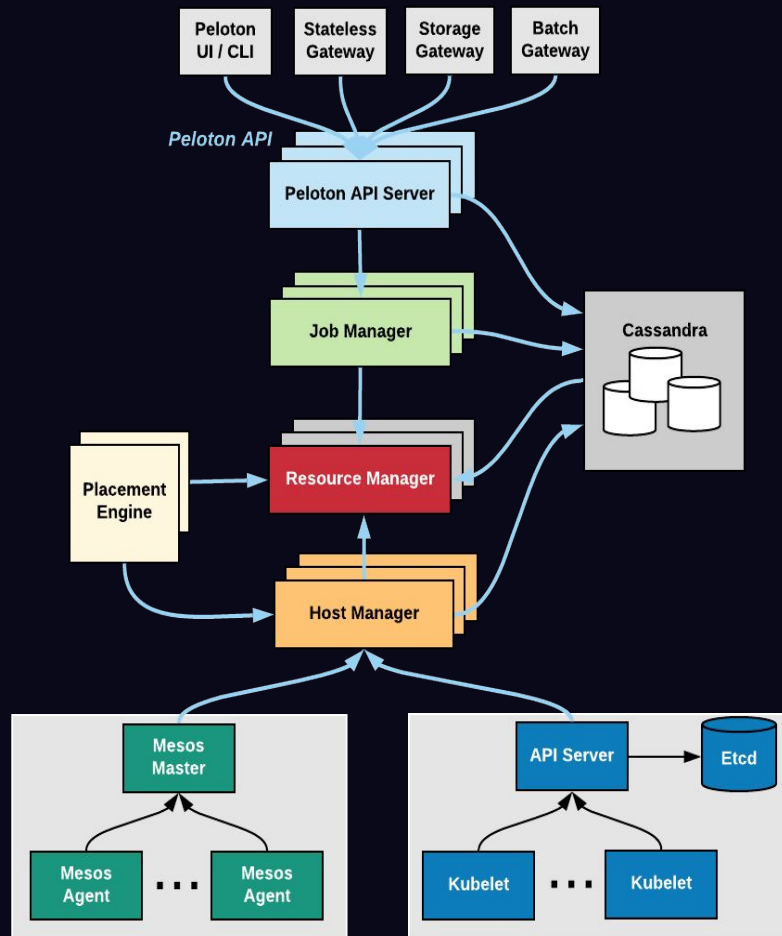 Peloton
UI / CLI
Stateless
Gateway
Storage
Gateway
Batch
Gateway
Peloton API
Peloton API Server
Job Manager
Cassandra
Resource Manager
Placement
Engine
Host Manager
Mesos
Master
Mesos
Agent
...
Mesos
Agent
API Server
Etcd
Kubelet
...
Kubelet